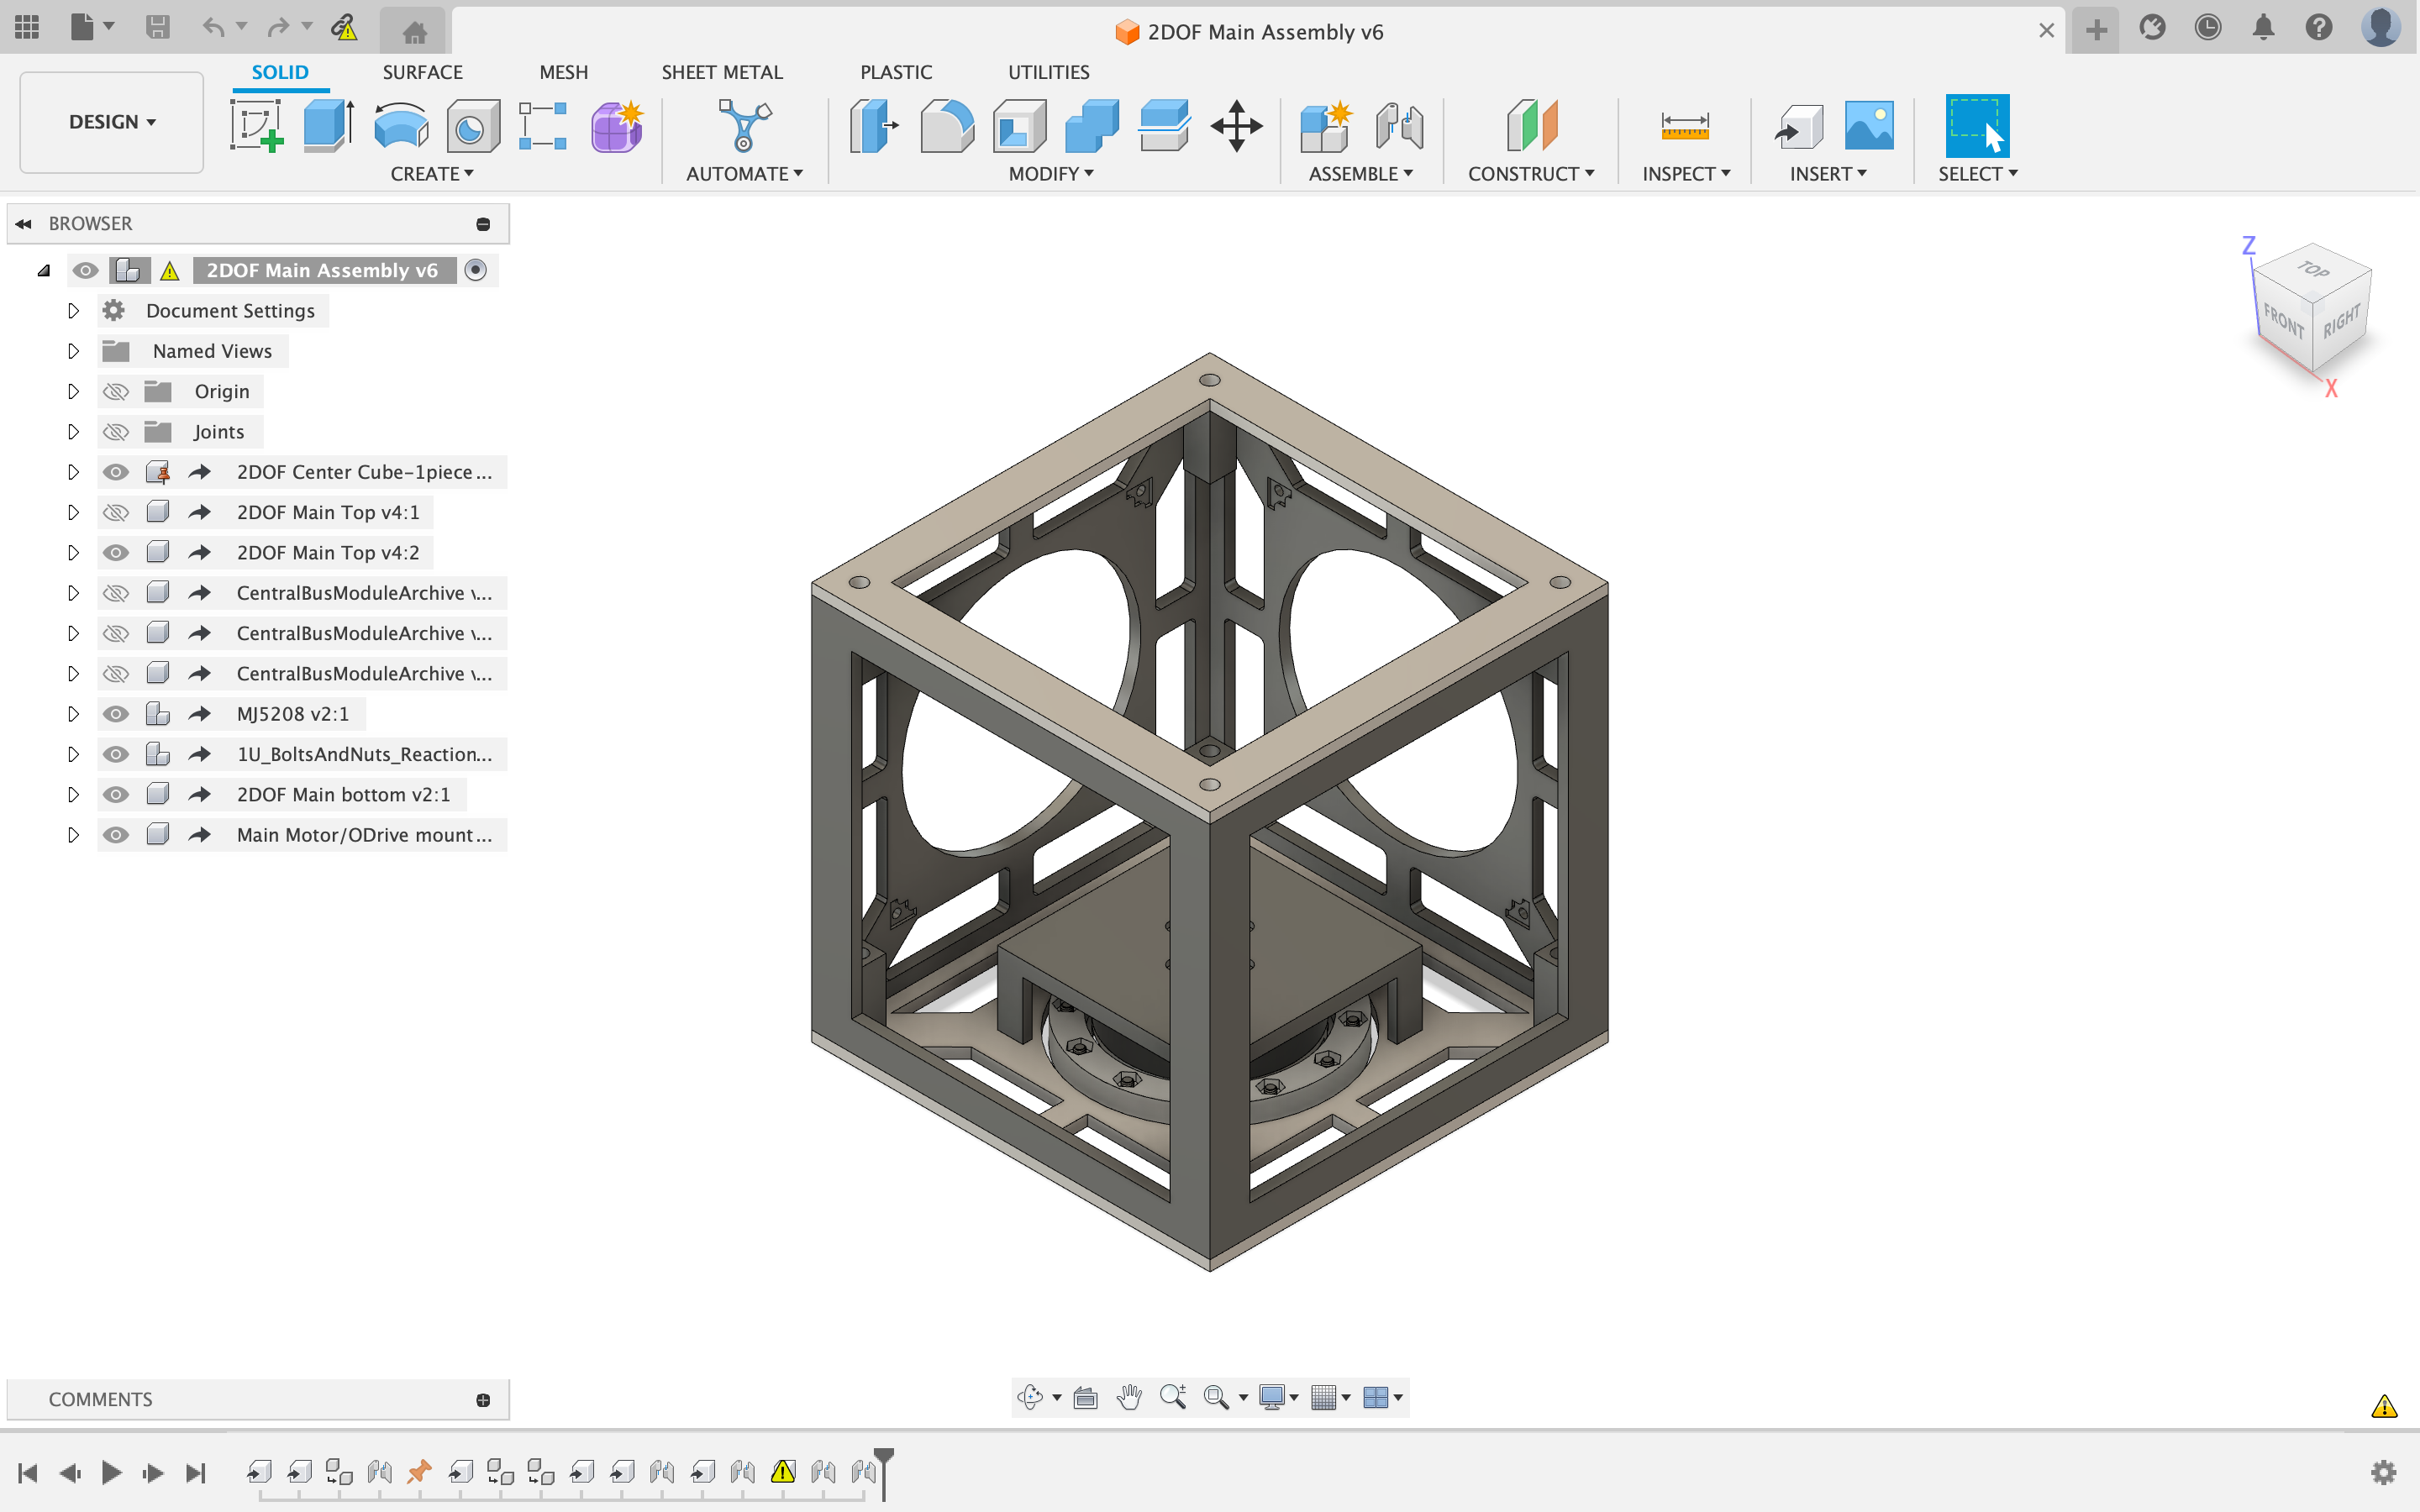 2DOF Main Assembly v6
DESIGN
SOLID
SURFACE
MESH
SHEET METAL
PLASTIC
UTILITIES
CREATE
AUTOMATE
MODIFY
ASSEMBLE
CONSTRUCT
INSPECT
INSERT
SELECT
BROWSER
2DOF Main Assembly v6
Document Settings
Named Views
Origin
Joints
2DOF Center Cube-1piece ...
2DOF Main Top v4:1
2DOF Main Top v4:2
CentralBusModuleArchive v...
CentralBusModuleArchive v...
CentralBusModuleArchive v...
MJ5208 v2:1
1U_BoltsAndNuts_Reaction...
2DOF Main bottom v2:1
Main Motor/ODrive mount ...
Z
TOP
FRONT
RIGHT
X
COMMENTS